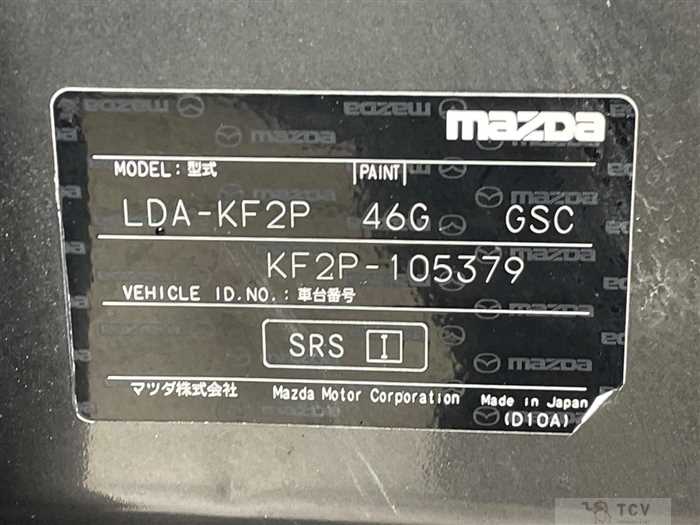 mazda
MODEL: 型式 PAINT
LDA-KF2P 46G GSC
KF2P-105379
VEHICLE ID.NO.: 車台番号
SRS I
マツダ株式会社 Mazda Motor Corporation Made in Japan
(D10A)
TCV